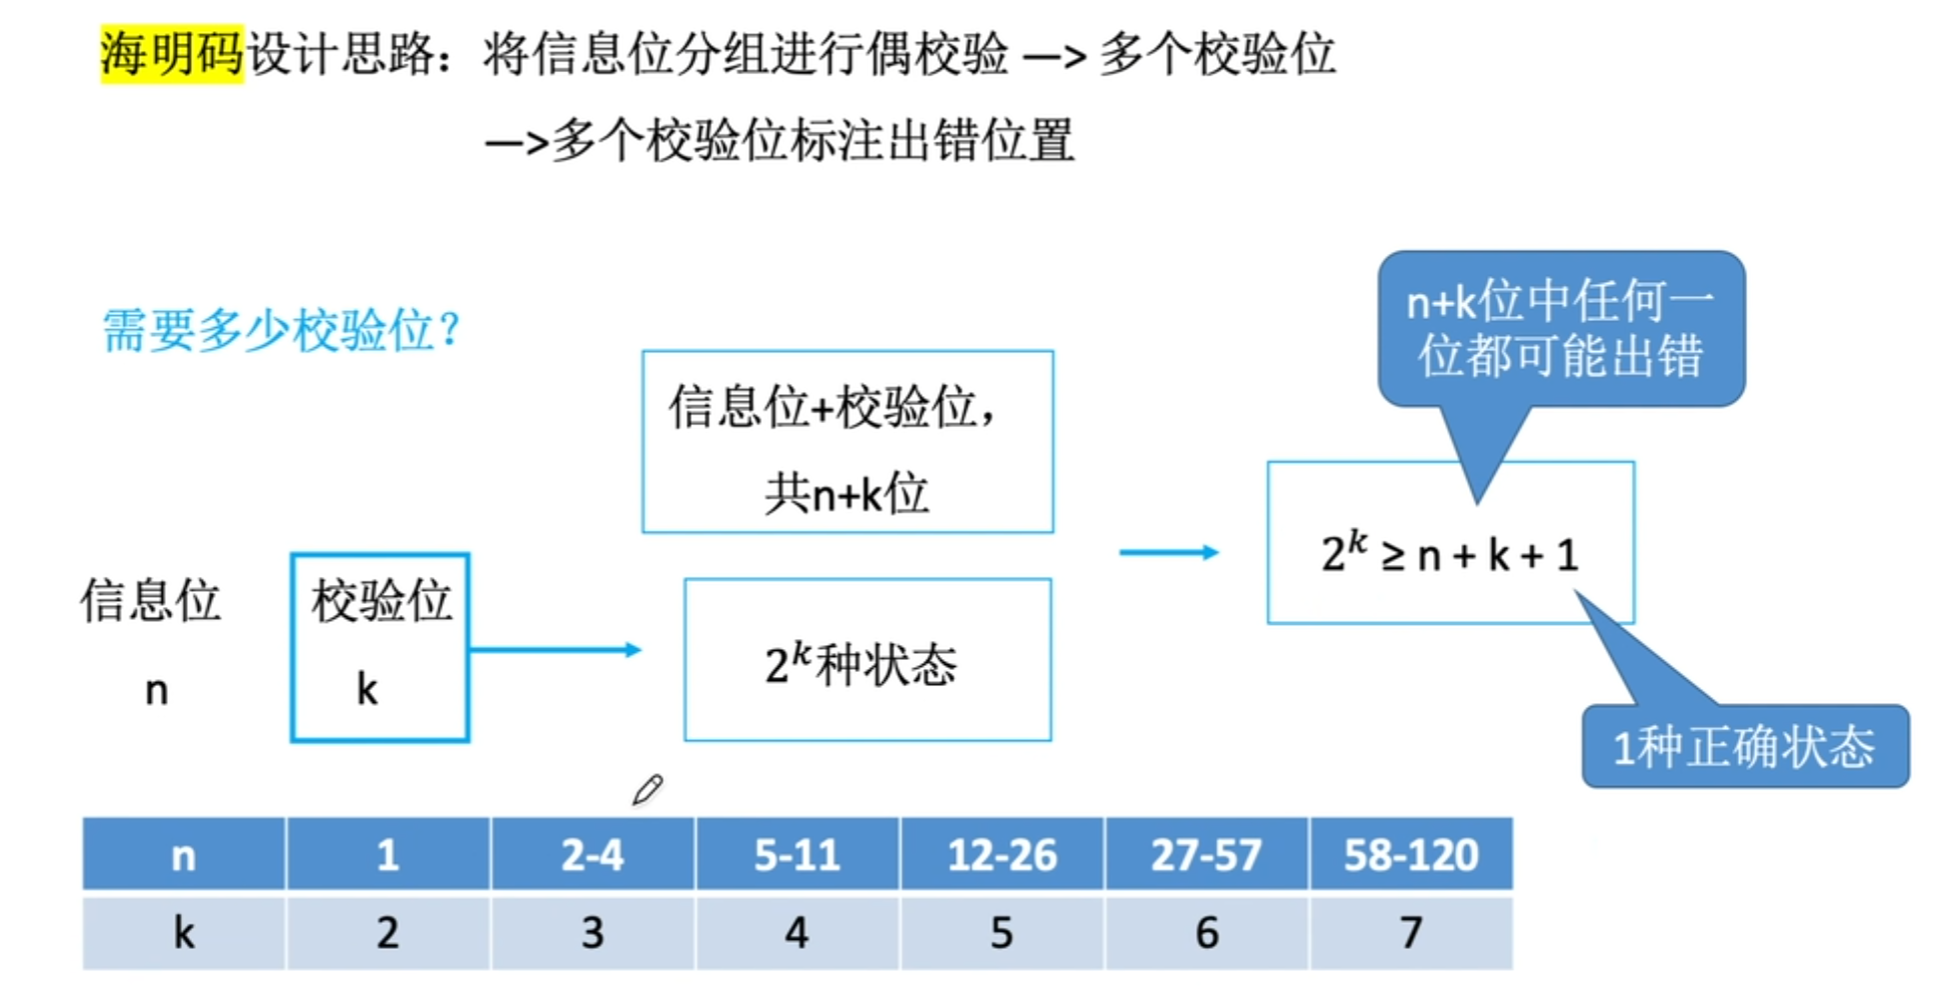 海明码设计思路：将信息位分组进行偶校验 —> 多个校验位
—>多个校验位标注出错位置
需要多少校验位？
n+k位中任何一
位都可能出错
信息位+校验位，
共n+k位
2^k ≥ n + k + 1
信息位
n
校验位
k
2^k种状态
1种正确状态
n 1 2-4 5-11 12-26 27-57 58-120
k 2 3 4 5 6 7